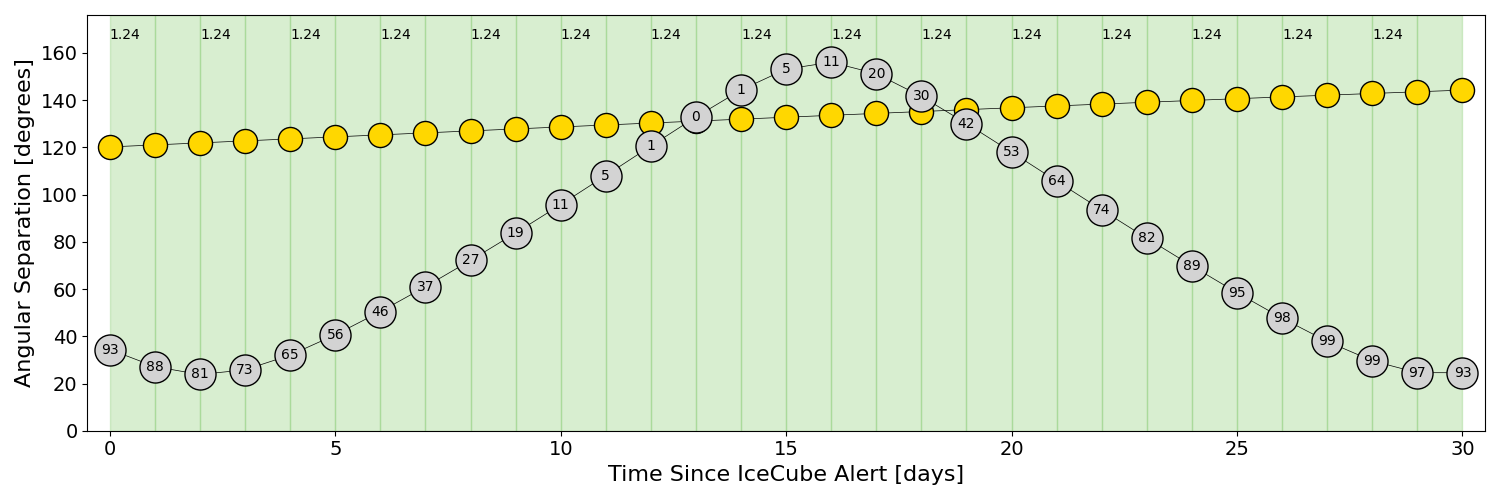 1.24 1.24 1.24 1.24 1.24 1.24 1.24 1.24 1.24 1.24 1.24 1.24 1.24 1.24 1.24
Angular Separation [degrees]
160
140
120
100
80
60
40
20
0
93 88 81 73 65 56 46 37 27 19 11 5 1 0 1 5 11 20 30 42 53 64 74 82 89 95 98 99 99 97 93
0 5 10 15 20 25 30
Time Since IceCube Alert [days]